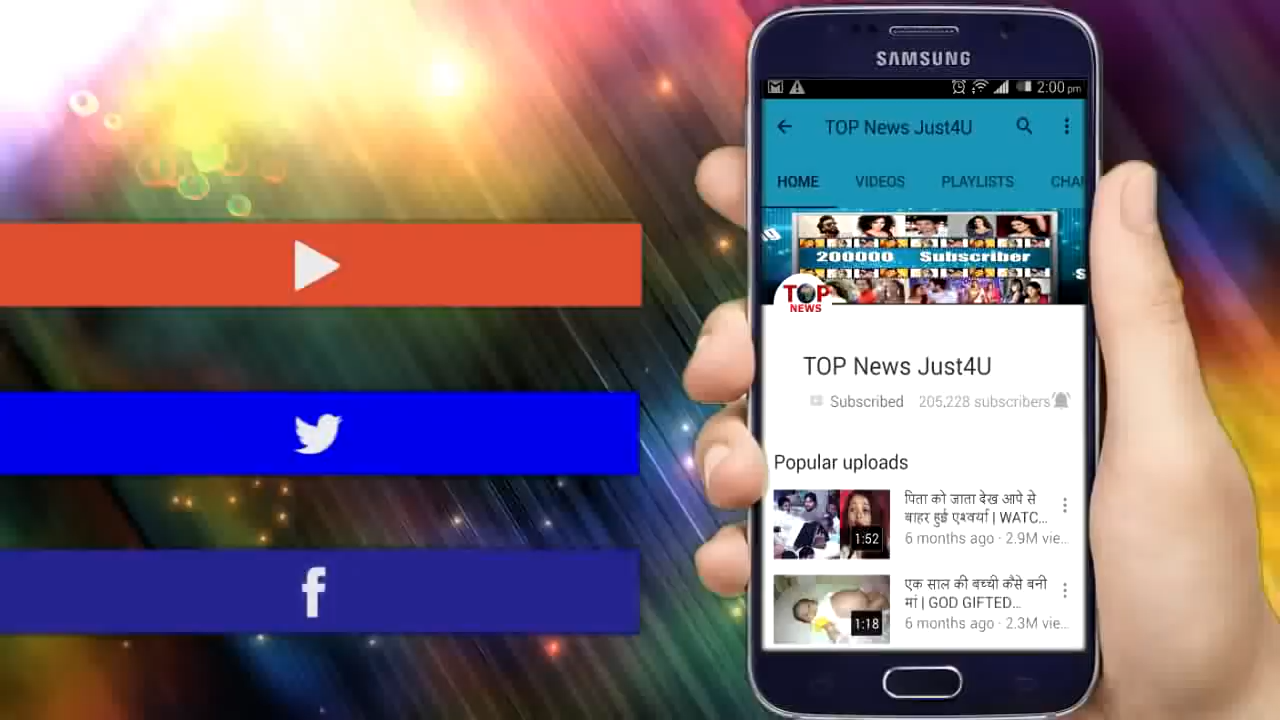 SAMSUNG
2:00 pm
TOP News Just4U
HOME VIDEOS PLAYLISTS CHA
200000 Subscriber
TOP
NEWS
TOP News Just4U
Subscribed 205,228 subscribers
Popular uploads
पिता को जाता देख आपे से
बाहर हुई एश्वर्या | WATC...
6 months ago · 2.9M vie...
1:52
एक साल की बच्ची कैसे बनी
मां | GOD GIFTED...
6 months ago · 2.3M vie...
1:18